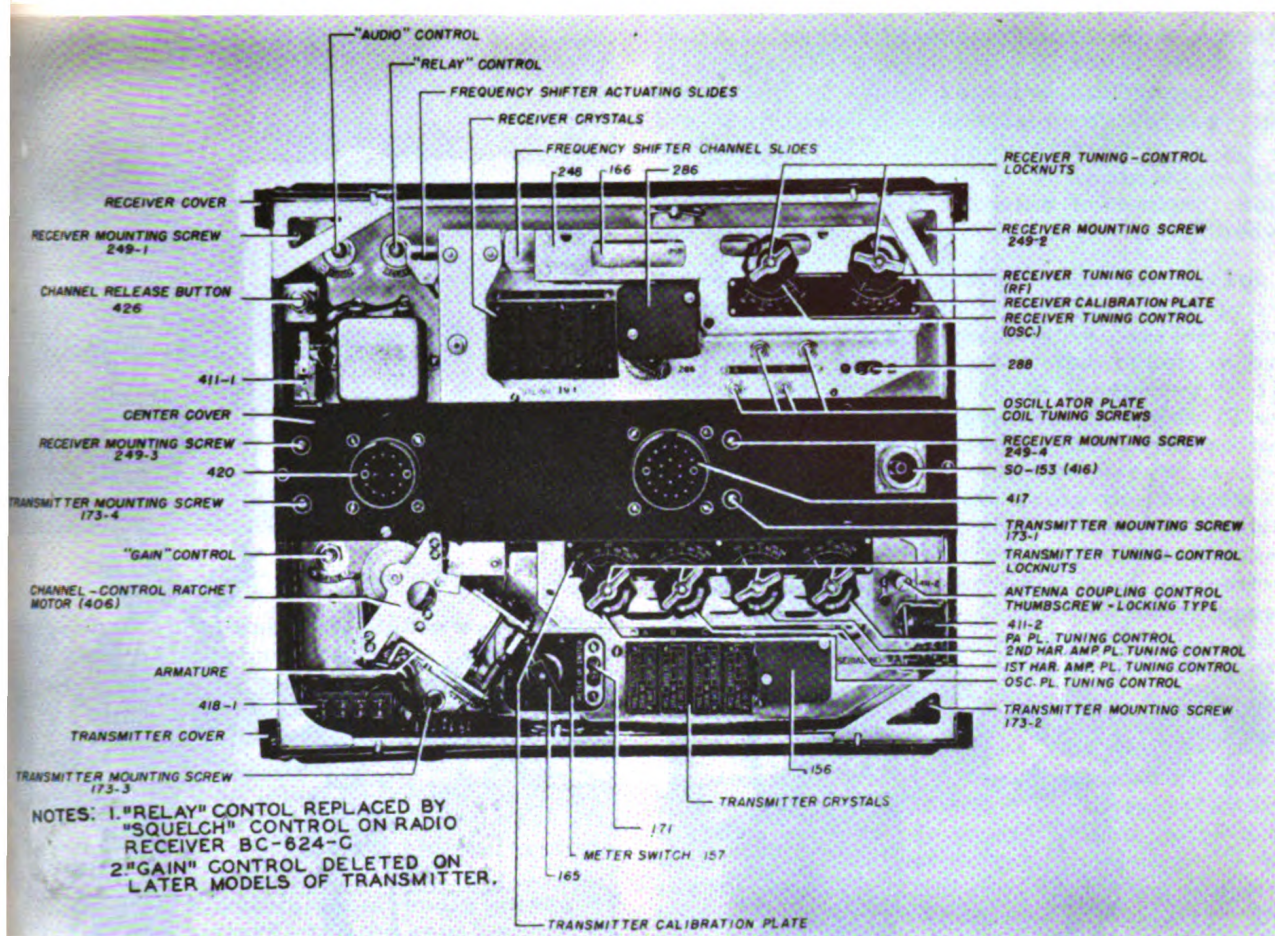 "AUDIO" CONTROL
"RELAY" CONTROL
FREQUENCY SHIFTER ACTUATING SLIDES
RECEIVER CRYSTALS
FREQUENCY SHIFTER CHANNEL SLIDES
248
166
286
RECEIVER COVER
RECEIVER MOUNTING SCREW
249-1
CHANNEL RELEASE BUTTON
426
411-1
CENTER COVER
RECEIVER MOUNTING SCREW
249-3
420
TRANSMITTER MOUNTING SCREW
173-4
"GAIN" CONTROL
CHANNEL-CONTROL RATCHET
MOTOR (406)
ARMATURE
418-1
TRANSMITTER COVER
TRANSMITTER MOUNTING SCREW
173-3
RECEIVER TUNING-CONTROL
LOCKNUTS
RECEIVER MOUNTING SCREW
249-2
RECEIVER TUNING CONTROL
(RF)
RECEIVER CALIBRATION PLATE
RECEIVER TUNING CONTROL
(OSC.)
288
OSCILLATOR PLATE
COIL TUNING SCREWS
RECEIVER MOUNTING SCREW
249-4
SO-153 (416)
417
TRANSMITTER MOUNTING SCREW
173-1
TRANSMITTER TUNING-CONTROL
LOCKNUTS
ANTENNA COUPLING CONTROL
THUMBSCREW-LOCKING TYPE
411-2
PA PL. TUNING CONTROL
2ND HAR. AMP. PL. TUNING CONTROL
1ST HAR. AMP. PL. TUNING CONTROL
OSC. PL. TUNING CONTROL
TRANSMITTER MOUNTING SCREW
173-2
SERIAL NO.
156
TRANSMITTER CRYSTALS
171
METER SWITCH 157
165
TRANSMITTER CALIBRATION PLATE
NOTES: 1."RELAY" CONTOL REPLACED BY
"SQUELCH" CONTROL ON RADIO
RECEIVER BC-624-C
2."GAIN" CONTROL DELETED ON
LATER MODELS OF TRANSMITTER.